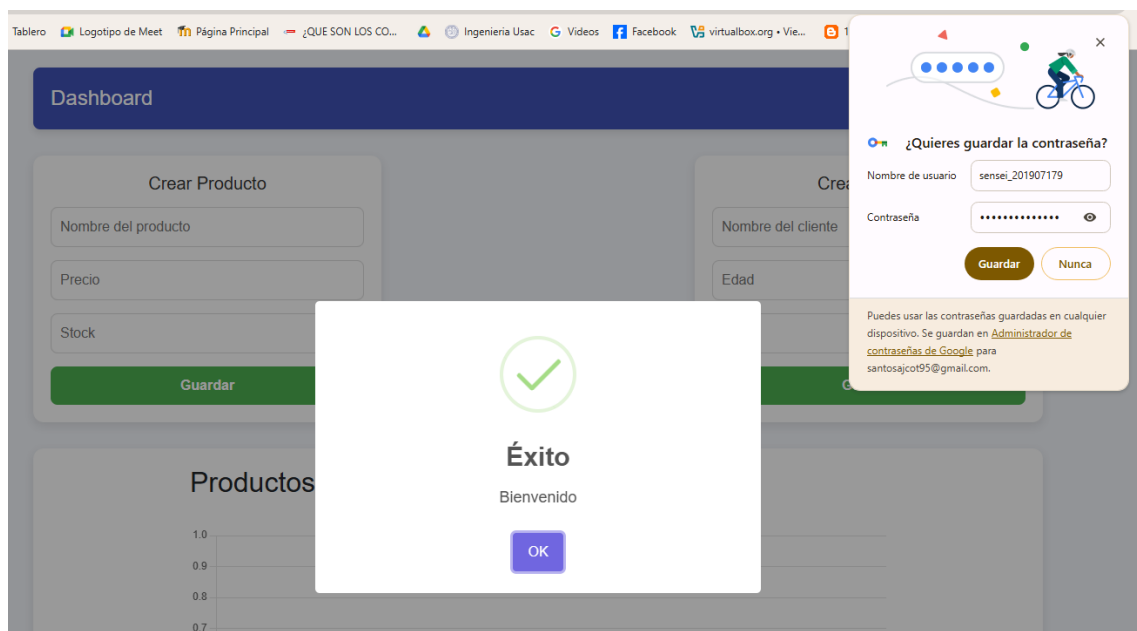 Tablero Logotipo de Meet Página Principal ¿QUE SON LOS CO... Ingenieria Usac Videos Facebook virtualbox.org • Vie... 1
Dashboard
Crear Producto
Nombre del producto
Precio
Stock
Guardar
Crea
Nombre del cliente
Edad
G
¿Quieres guardar la contraseña?
Nombre de usuario sensei_201907179
Contraseña ••••••••••••••
Guardar Nunca
Puedes usar las contraseñas guardadas en cualquier
dispositivo. Se guardan en Administrador de
contraseñas de Google para
santosajcot95@gmail.com.
Éxito
Bienvenido
OK
Productos
1.0
0.9
0.8
0.7